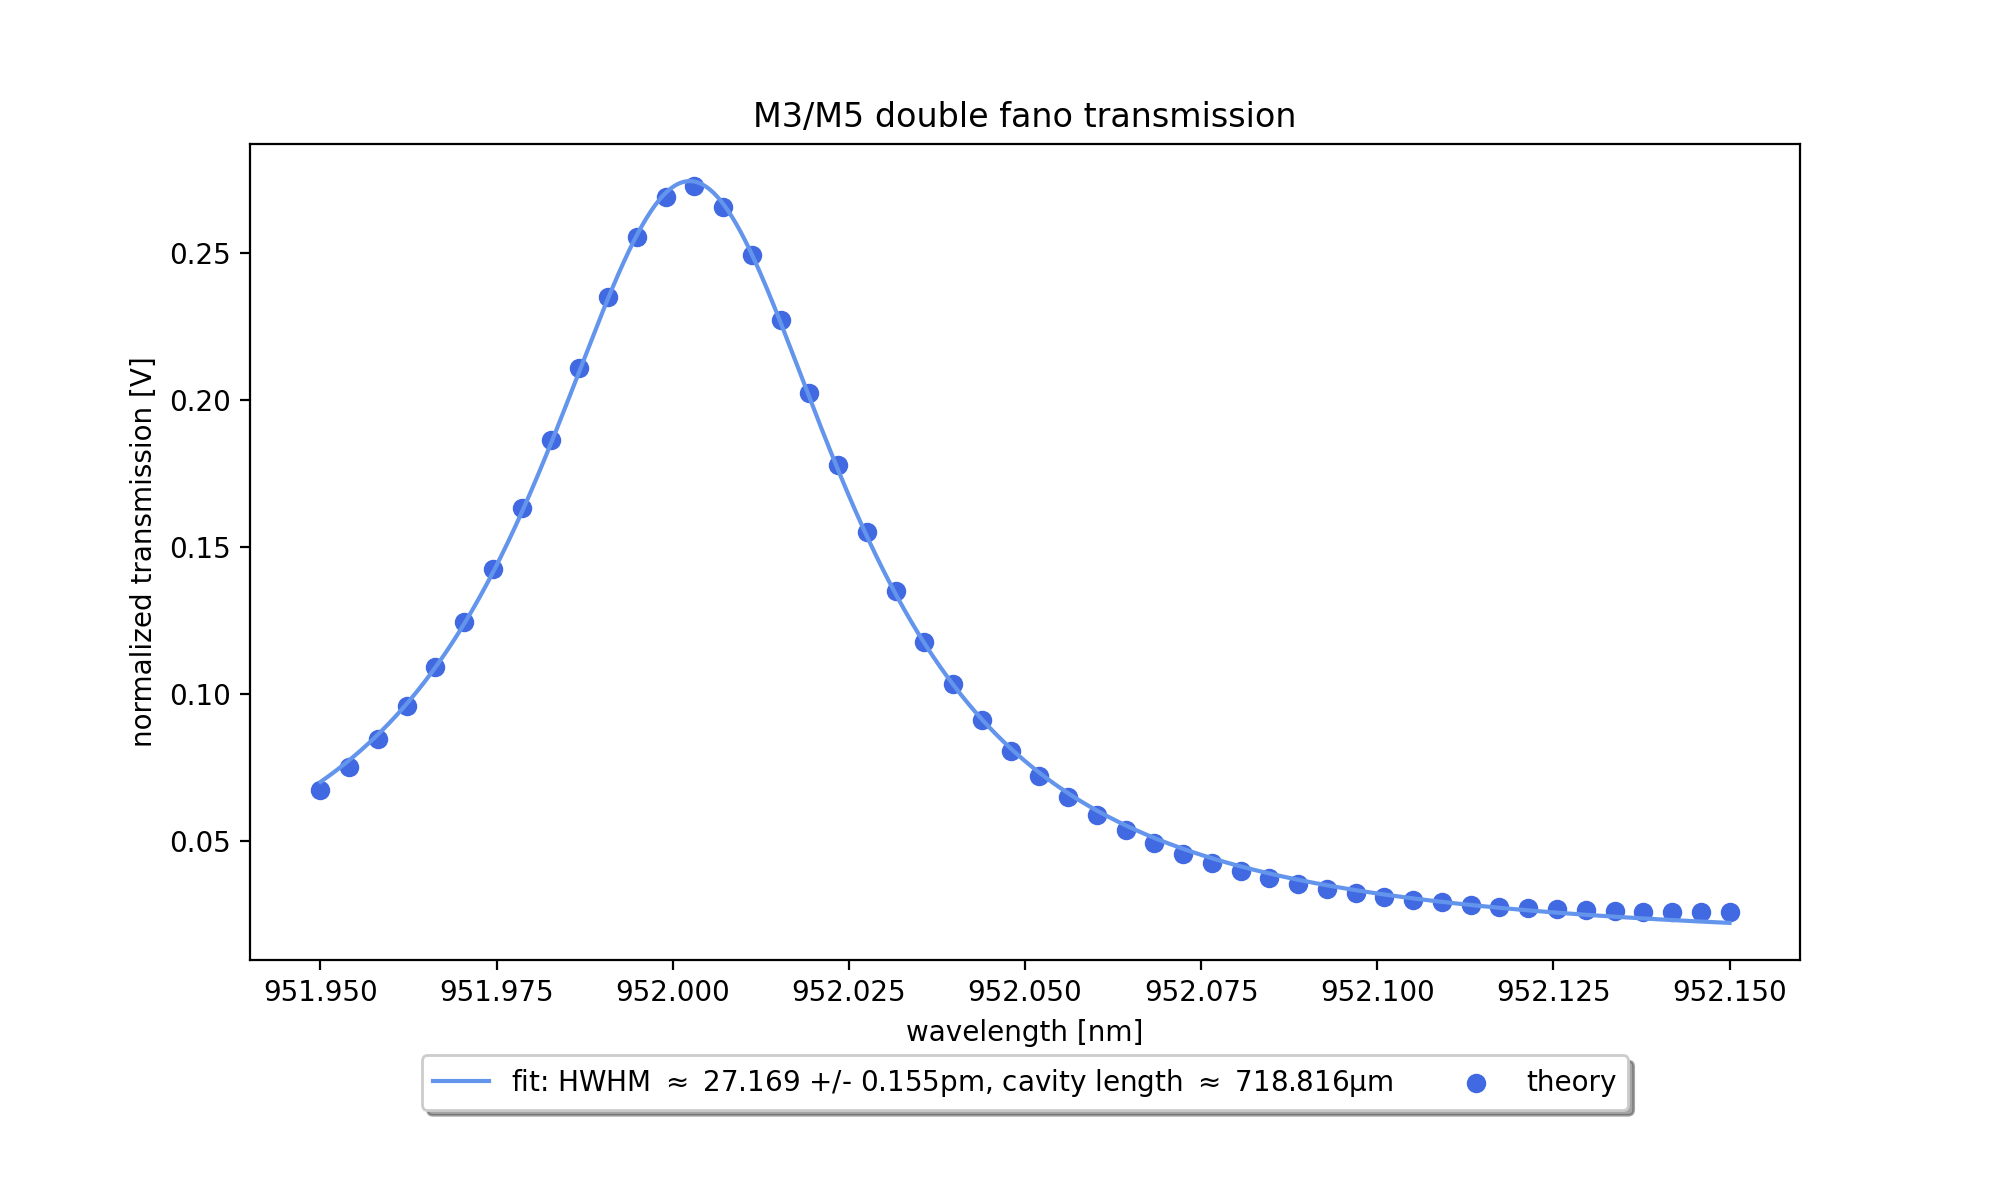 M3/M5 double fano transmission
normalized transmission [V]
0.25
0.20
0.15
0.10
0.05
951.950 951.975 952.000 952.025 952.050 952.075 952.100 952.125 952.150
wavelength [nm]
fit: HWHM ≈ 27.169 +/- 0.155pm, cavity length ≈ 718.816μm theory